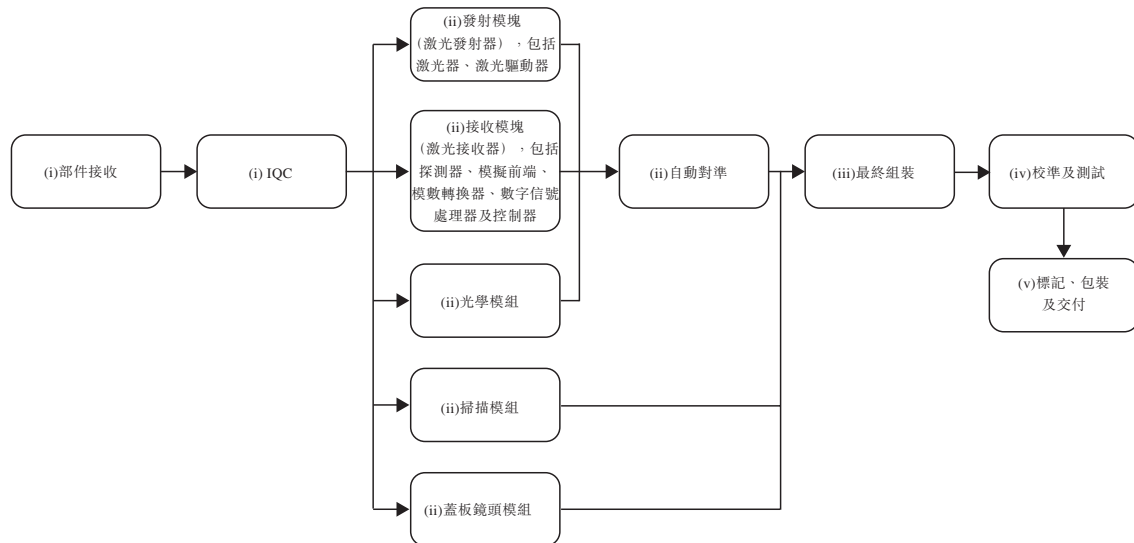 (i)部件接收
(i) IQC
(ii)發射模塊
(激光發射器),包括
激光器、激光驅動器
(ii)接收模塊
(激光接收器),包括
探測器、模擬前端、
模數轉換器、數字信號
處理器及控制器
(ii)光學模組
(ii)掃描模組
(ii)蓋板鏡頭模組
(ii)自動對準
(iii)最終組裝
(iv)校準及測試
(v)標記、包裝
及交付